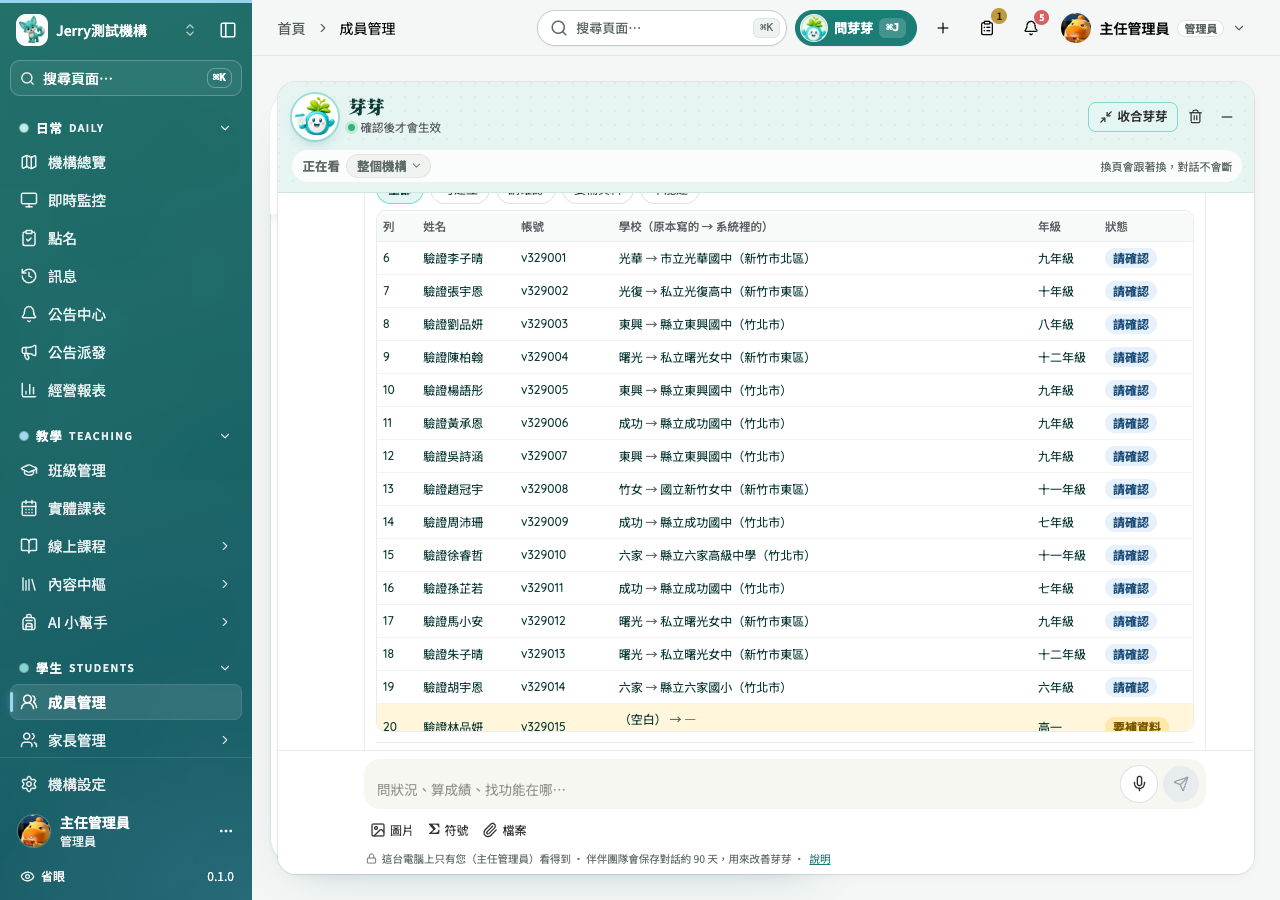 Jerry測試機構
搜尋頁面… ⌘K
日常 DAILY
機構總覽
即時監控
點名
訊息
公告中心
公告派發
經營報表
教學 TEACHING
班級管理
實體課表
線上課程
內容中樞
AI 小幫手
學生 STUDENTS
成員管理
家長管理
機構設定
主任管理員
管理員
省眼 0.1.0
首頁 成員管理
搜尋頁面… ⌘K
問芽芽 ⌘J
1
5
主任管理員 管理員
芽芽
確認後才會生效
收合芽芽
正在看 整個機構
換頁會跟著換，對話不會斷
列 姓名 帳號 學校（原本寫的 → 系統裡的） 年級 狀態
6 驗證李子晴 v329001 光華 → 市立光華國中（新竹市北區） 九年級 請確認
7 驗證張宇恩 v329002 光復 → 私立光復高中（新竹市東區） 十年級 請確認
8 驗證劉品妍 v329003 東興 → 縣立東興國中（竹北市） 八年級 請確認
9 驗證陳柏翰 v329004 曙光 → 私立曙光女中（新竹市東區） 十二年級 請確認
10 驗證楊語彤 v329005 東興 → 縣立東興國中（竹北市） 九年級 請確認
11 驗證黃承恩 v329006 成功 → 縣立成功國中（竹北市） 九年級 請確認
12 驗證吳詩涵 v329007 東興 → 縣立東興國中（竹北市） 九年級 請確認
13 驗證趙冠宇 v329008 竹女 → 國立新竹女中（新竹市東區） 十一年級 請確認
14 驗證周沛珊 v329009 成功 → 縣立成功國中（竹北市） 七年級 請確認
15 驗證徐睿哲 v329010 六家 → 縣立六家高級中學（竹北市） 十一年級 請確認
16 驗證孫芷若 v329011 成功 → 縣立成功國中（竹北市） 七年級 請確認
17 驗證馬小安 v329012 曙光 → 私立曙光女中（新竹市東區） 九年級 請確認
18 驗證朱子晴 v329013 曙光 → 私立曙光女中（新竹市東區） 十二年級 請確認
19 驗證胡宇恩 v329014 六家 → 縣立六家國小（竹北市） 六年級 請確認
20 驗證林品妍 v329015 （空白） → — 高一 要補資料
問狀況、算成績、找功能在哪…
圖片 符號 檔案
這台電腦上只有您（主任管理員）看得到 · 伴伴團隊會保存對話約 90 天，用來改善芽芽 · 說明